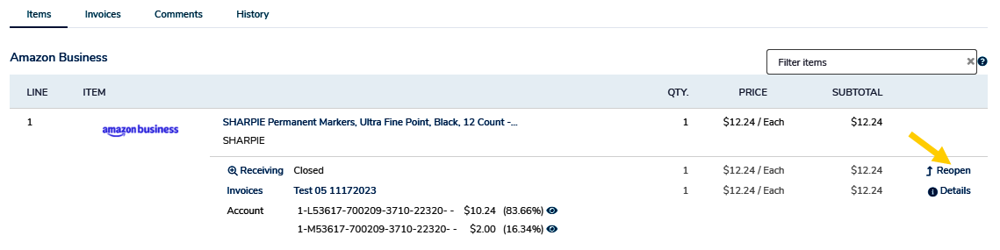 Items Invoices Comments History
Amazon Business
Filter items
LINE ITEM QTY. PRICE SUBTOTAL
1 amazon business SHARPIE Permanent Markers, Ultra Fine Point, Black, 12 Count -... 1 $12.24 / Each $12.24
SHARPIE
Receiving Closed 1 $12.24 / Each $12.24 Reopen
Invoices Test 05 11172023 1 $12.24 / Each $12.24 Details
Account 1-L53617-700209-3710-22320- - $10.24 (83.66%)
1-M53617-700209-3710-22320- - $2.00 (16.34%)